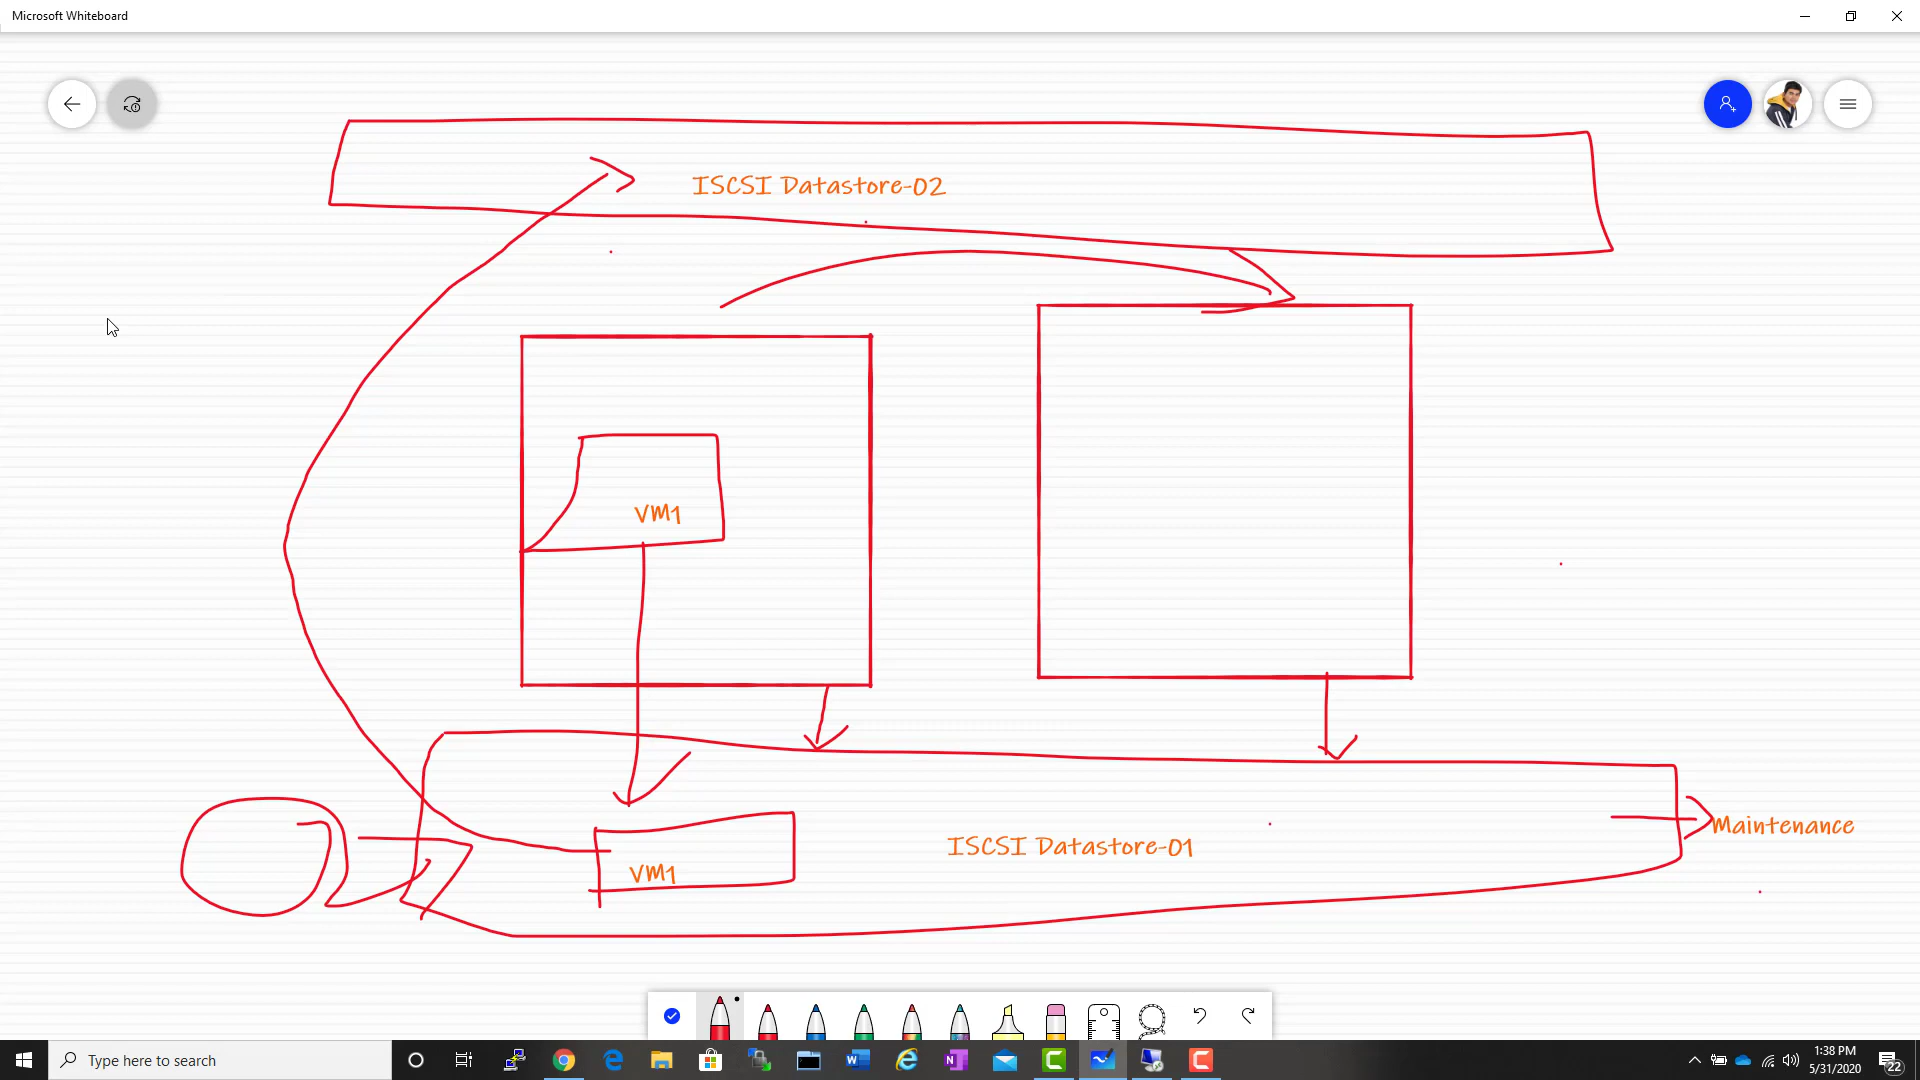 Microsoft Whiteboard
ISCSI Datastore-02
VM1
VM1
ISCSI Datastore-01
Maintenance
Type here to search
1:38 PM
5/31/2020
22